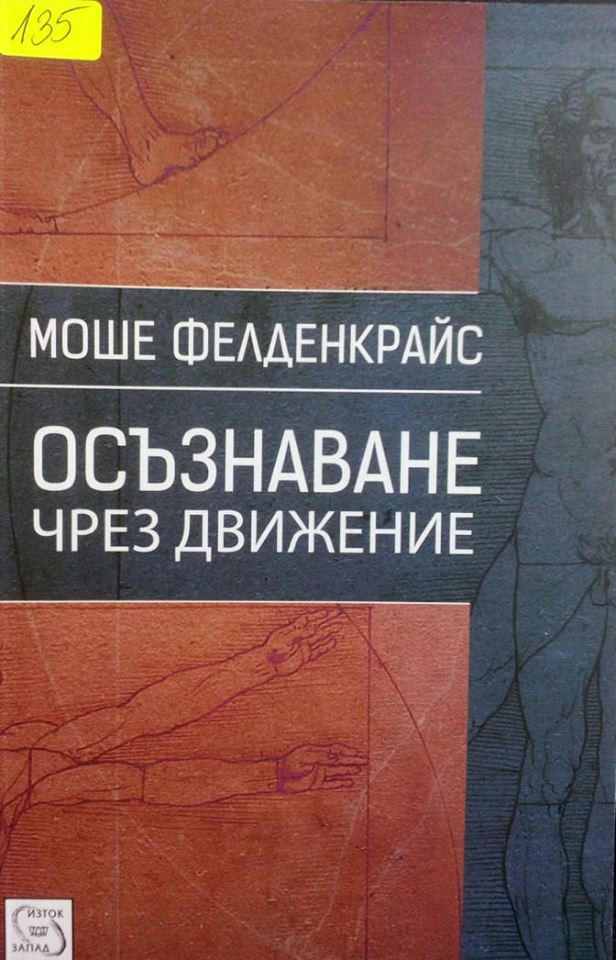 135
МОШЕ ФЕЛДЕНКРАЙС
ОСЪЗНАВАНЕ
ЧРЕЗ ДВИЖЕНИЕ
ИЗТОК
ЗАПАД